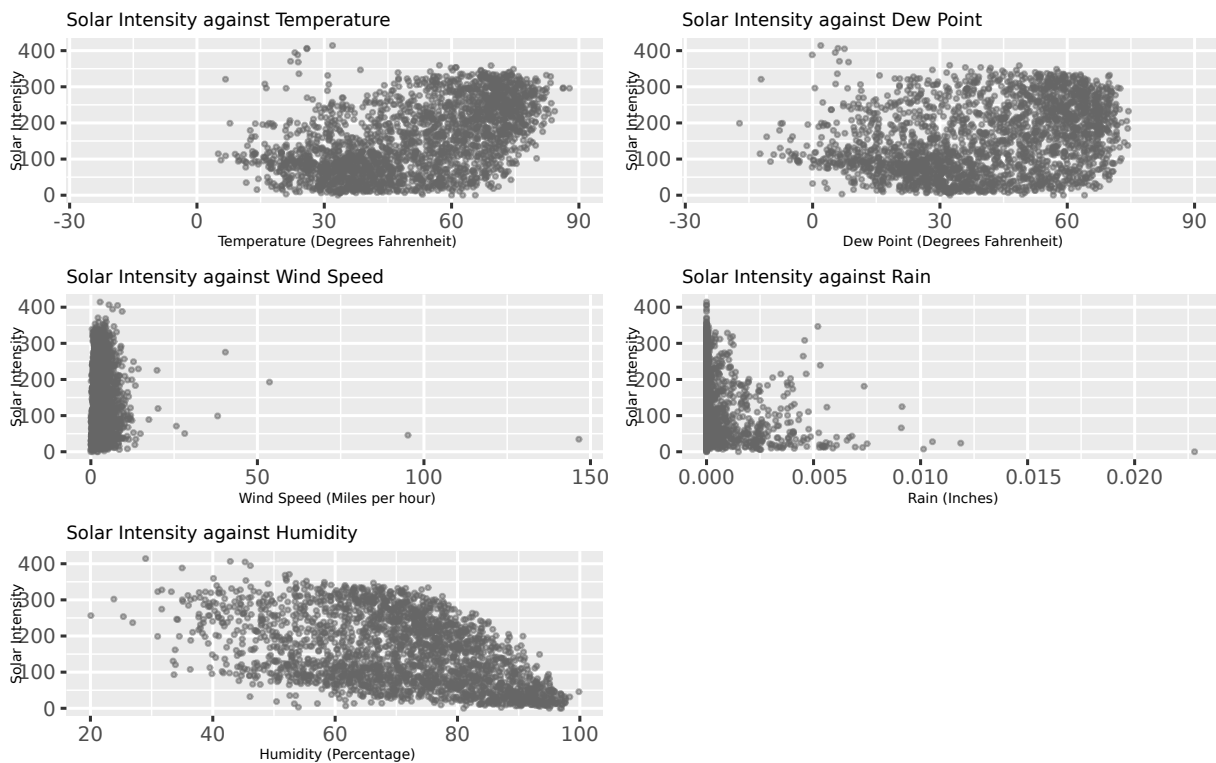 Solar Intensity against Temperature
Solar Intensity
400
300
200
100
0
-30 0 30 60 90
Temperature (Degrees Fahrenheit)
Solar Intensity against Dew Point
Solar Intensity
400
300
200
100
0
-30 0 30 60 90
Dew Point (Degrees Fahrenheit)
Solar Intensity against Wind Speed
Solar Intensity
400
300
200
100
0
0 50 100 150
Wind Speed (Miles per hour)
Solar Intensity against Rain
Solar Intensity
400
300
200
100
0
0.000 0.005 0.010 0.015 0.020
Rain (Inches)
Solar Intensity against Humidity
Solar Intensity
400
300
200
100
0
20 40 60 80 100
Humidity (Percentage)